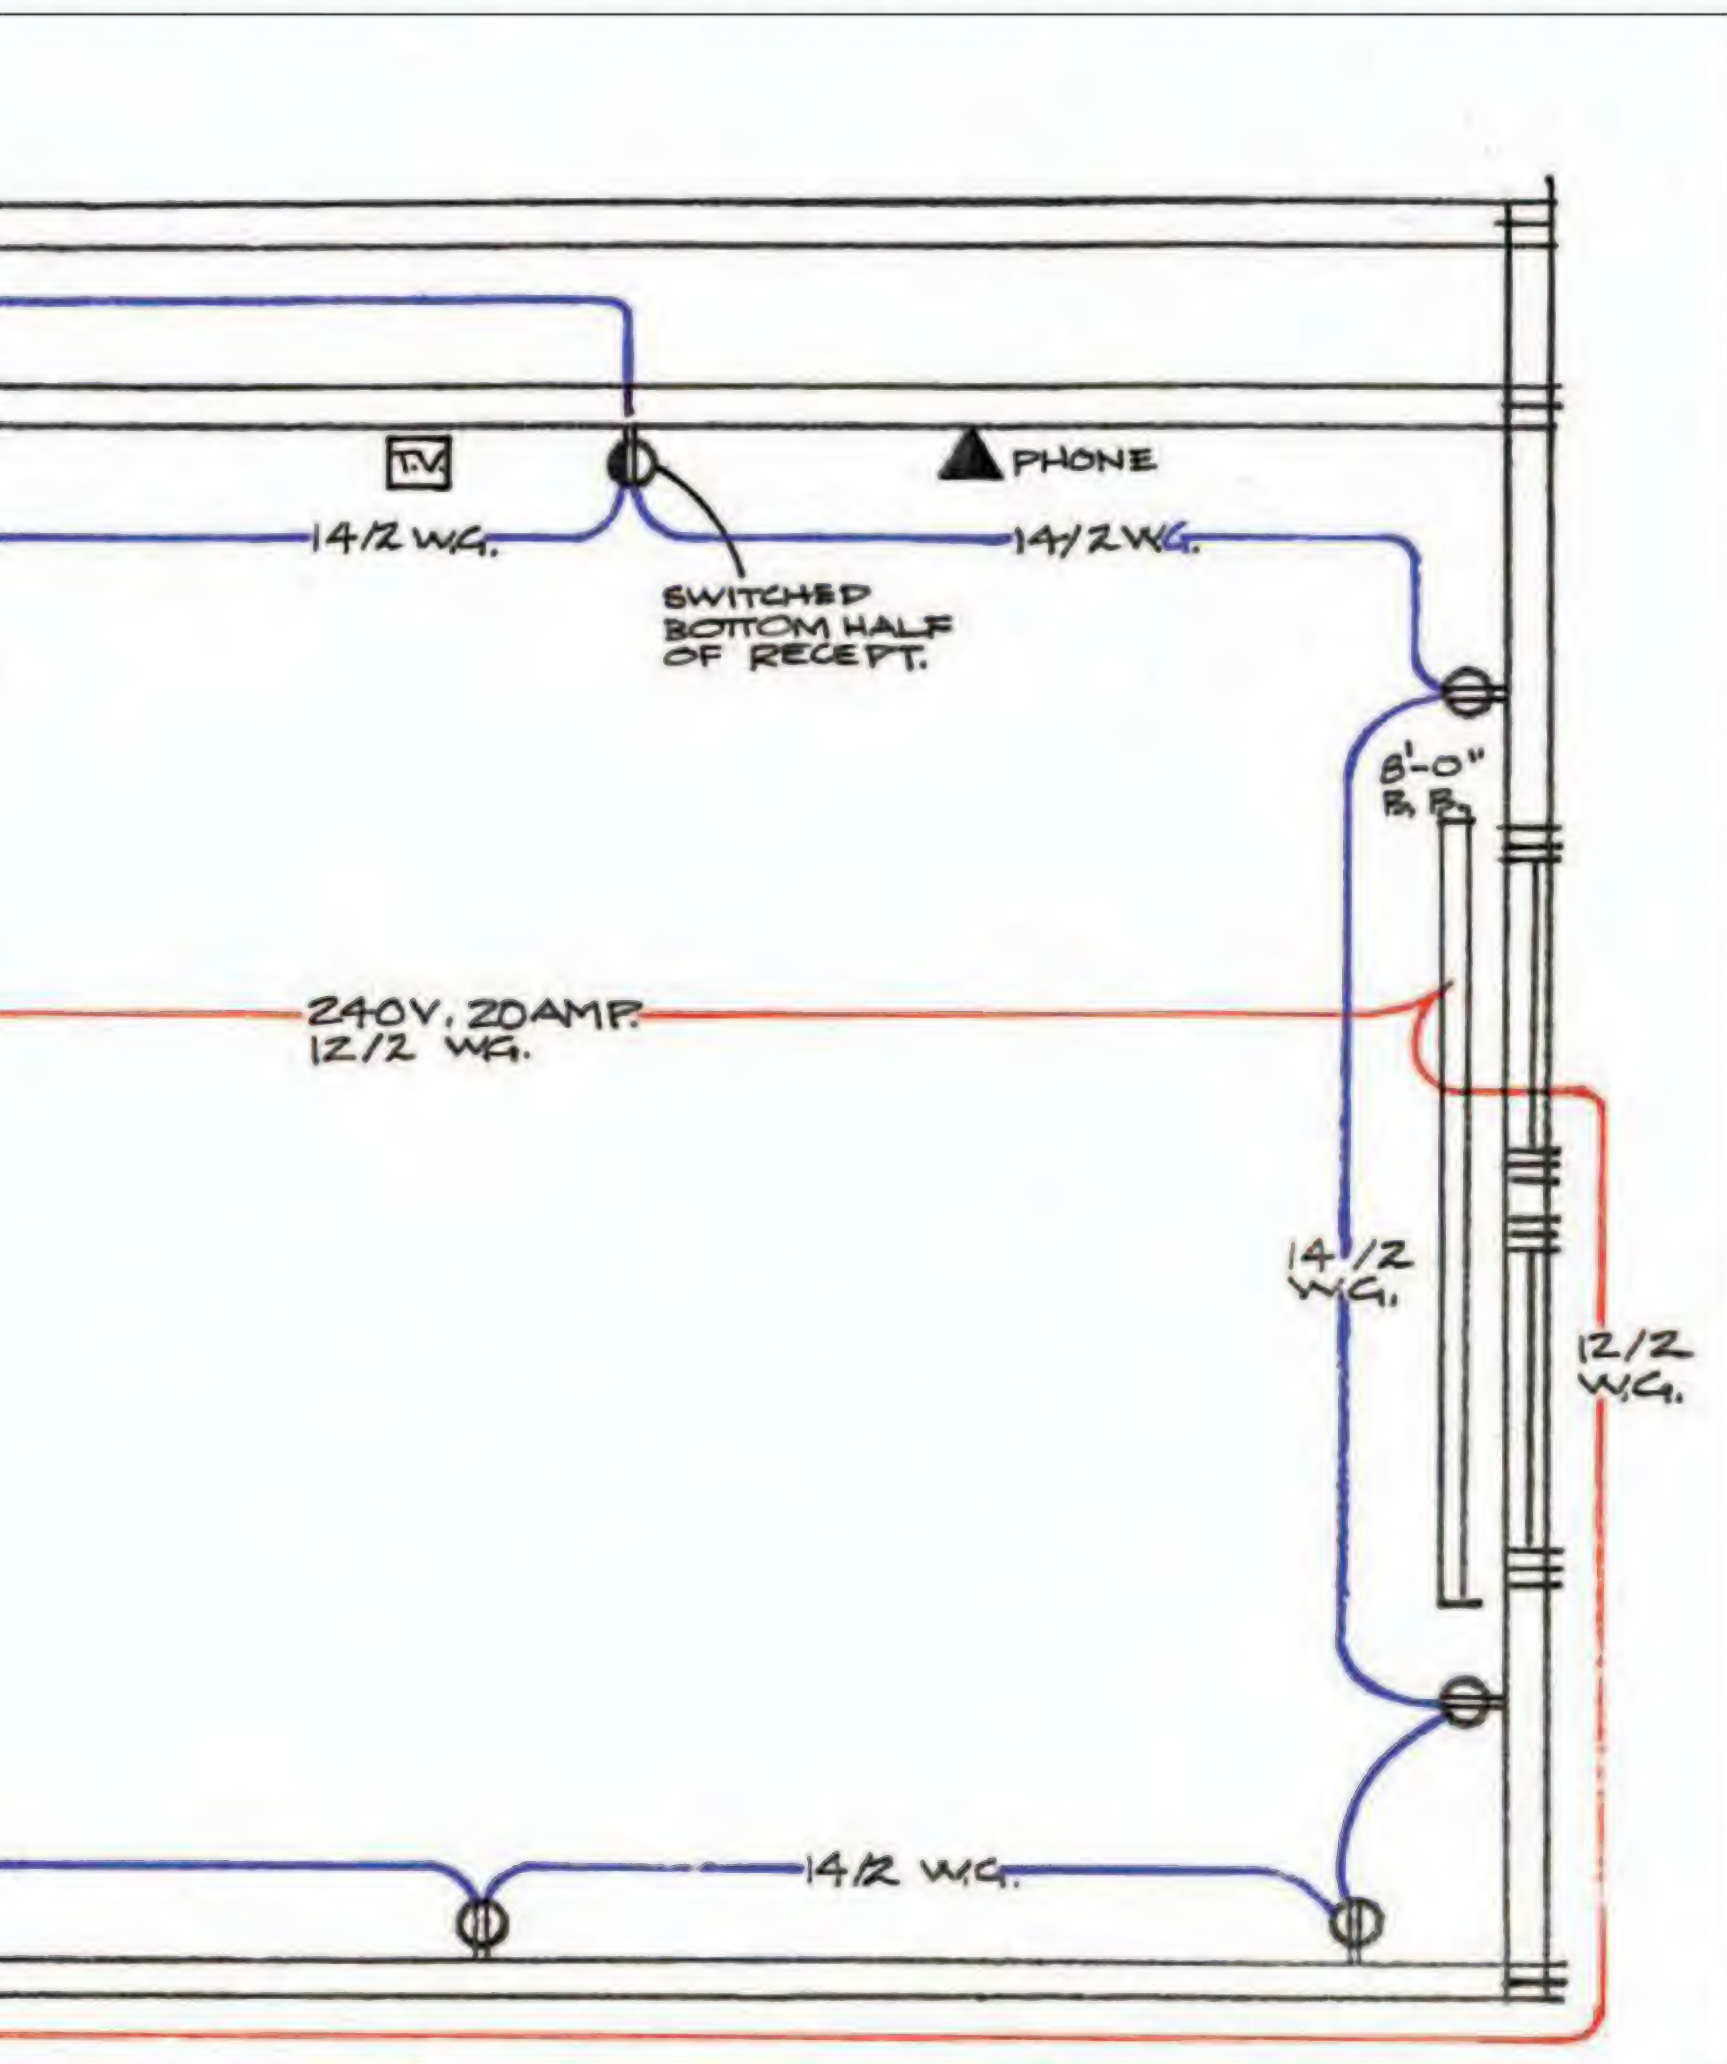 T.V.
PHONE
14/2 W.G.
14/2 W.G.
SWITCHED
BOTTOM HALF
OF RECEPT.
8'-0"
B. B.
240V. 20AMP.
12/2 WG.
14/2
W.G.
12/2
W.G.
14/2 W.G.